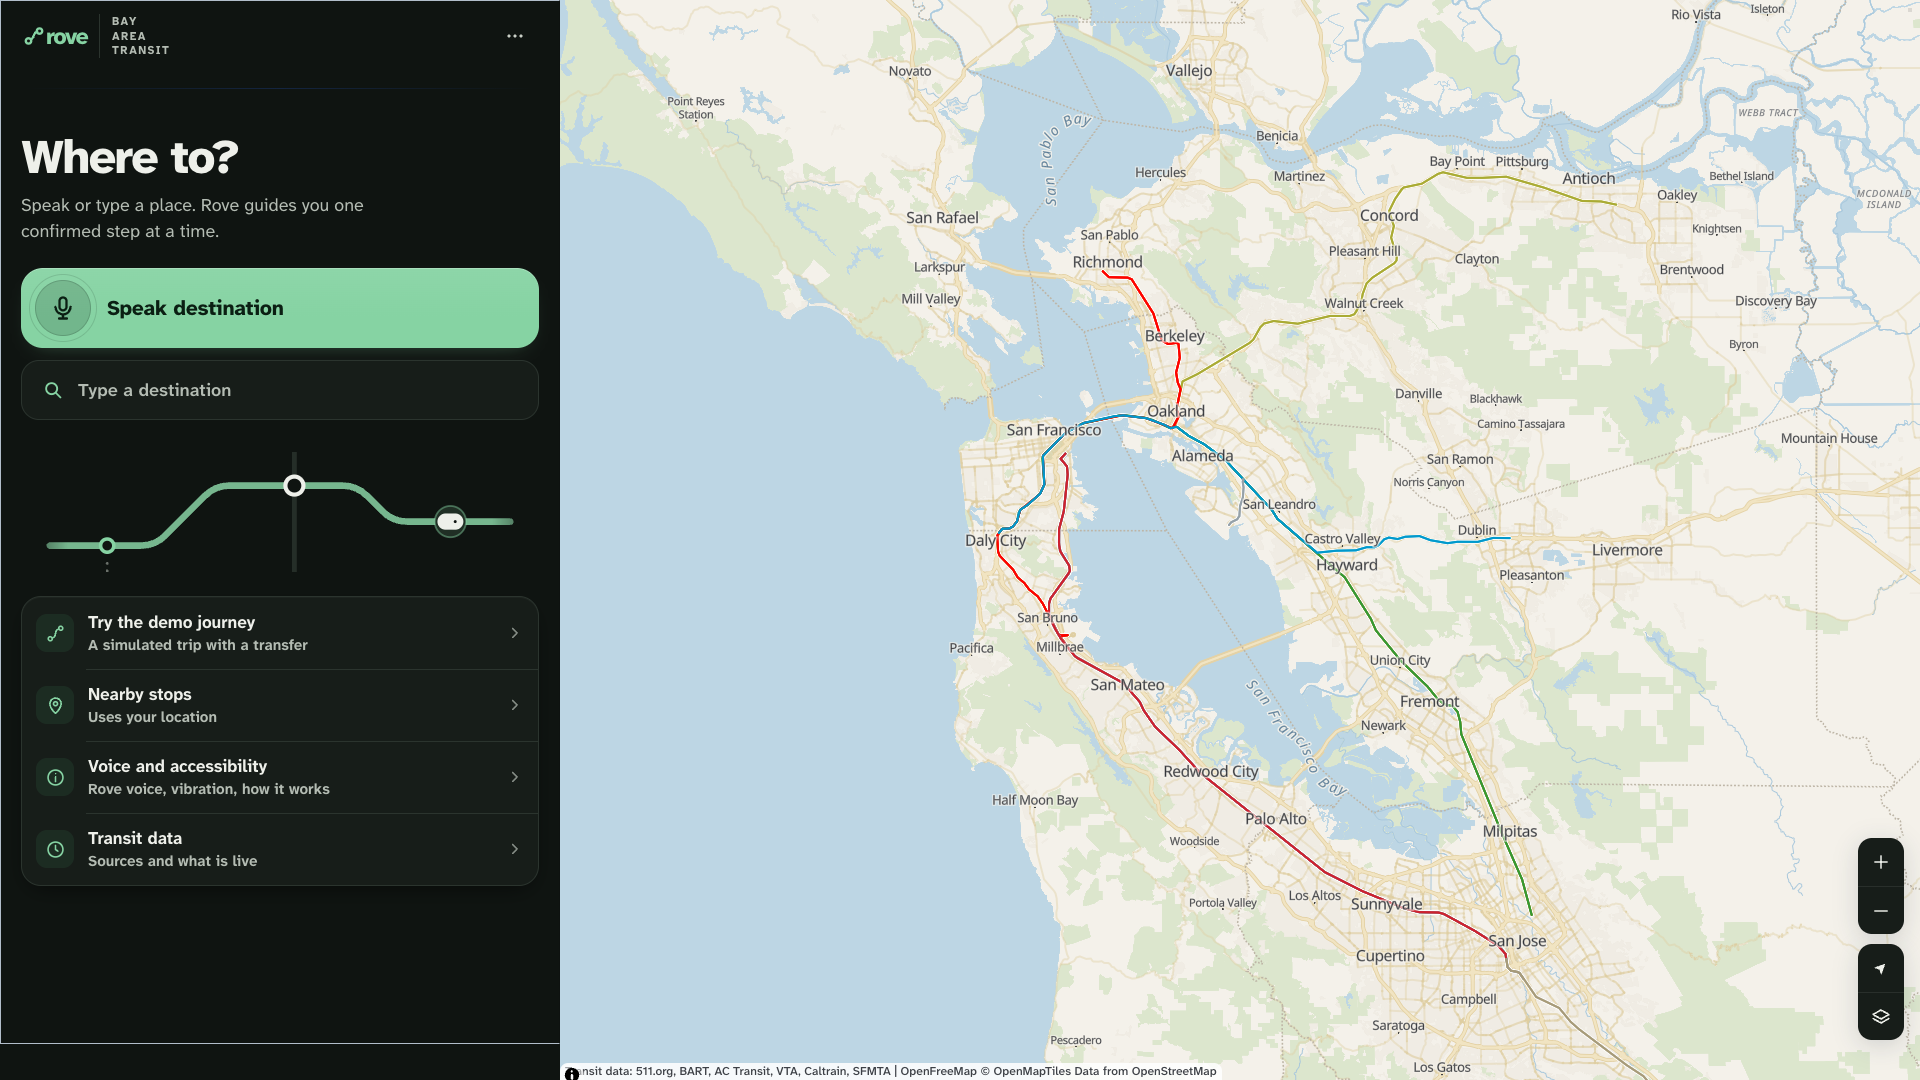 rove
BAY
AREA
TRANSIT
Where to?
Speak or type a place. Rove guides you one
confirmed step at a time.
Speak destination
Type a destination
Try the demo journey
A simulated trip with a transfer
Nearby stops
Uses your location
Voice and accessibility
Rove voice, vibration, how it works
Transit data
Sources and what is live
Rio Vista
Isleton
Novato
Vallejo
Point Reyes
Station
WEBB TRACT
San Pablo Bay
Benicia
Bay Point
Pittsburg
Hercules
Martinez
Antioch
Bethel Island
Oakley
MCDONALD
ISLAND
San Rafael
Concord
Knightsen
San Pablo
Pleasant Hill
Richmond
Clayton
Larkspur
Brentwood
Mill Valley
Walnut Creek
Discovery Bay
Berkeley
Byron
Danville
Blackhawk
Oakland
Camino Tassajara
San Francisco
Mountain House
Alameda
San Ramon
Norris Canyon
San Leandro
Dublin
Daly City
Castro Valley
Livermore
Hayward
Pleasanton
San Bruno
Pacifica
Millbrae
Union City
San Mateo
Fremont
San Francisco Bay
Newark
Redwood City
Half Moon Bay
Palo Alto
Milpitas
Woodside
Los Altos
Portola Valley
Sunnyvale
San Jose
Cupertino
Campbell
Saratoga
Pescadero
Los Gatos
nsit data: 511.org, BART, AC Transit, VTA, Caltrain, SFMTA | OpenFreeMap © OpenMapTiles Data from OpenStreetMap